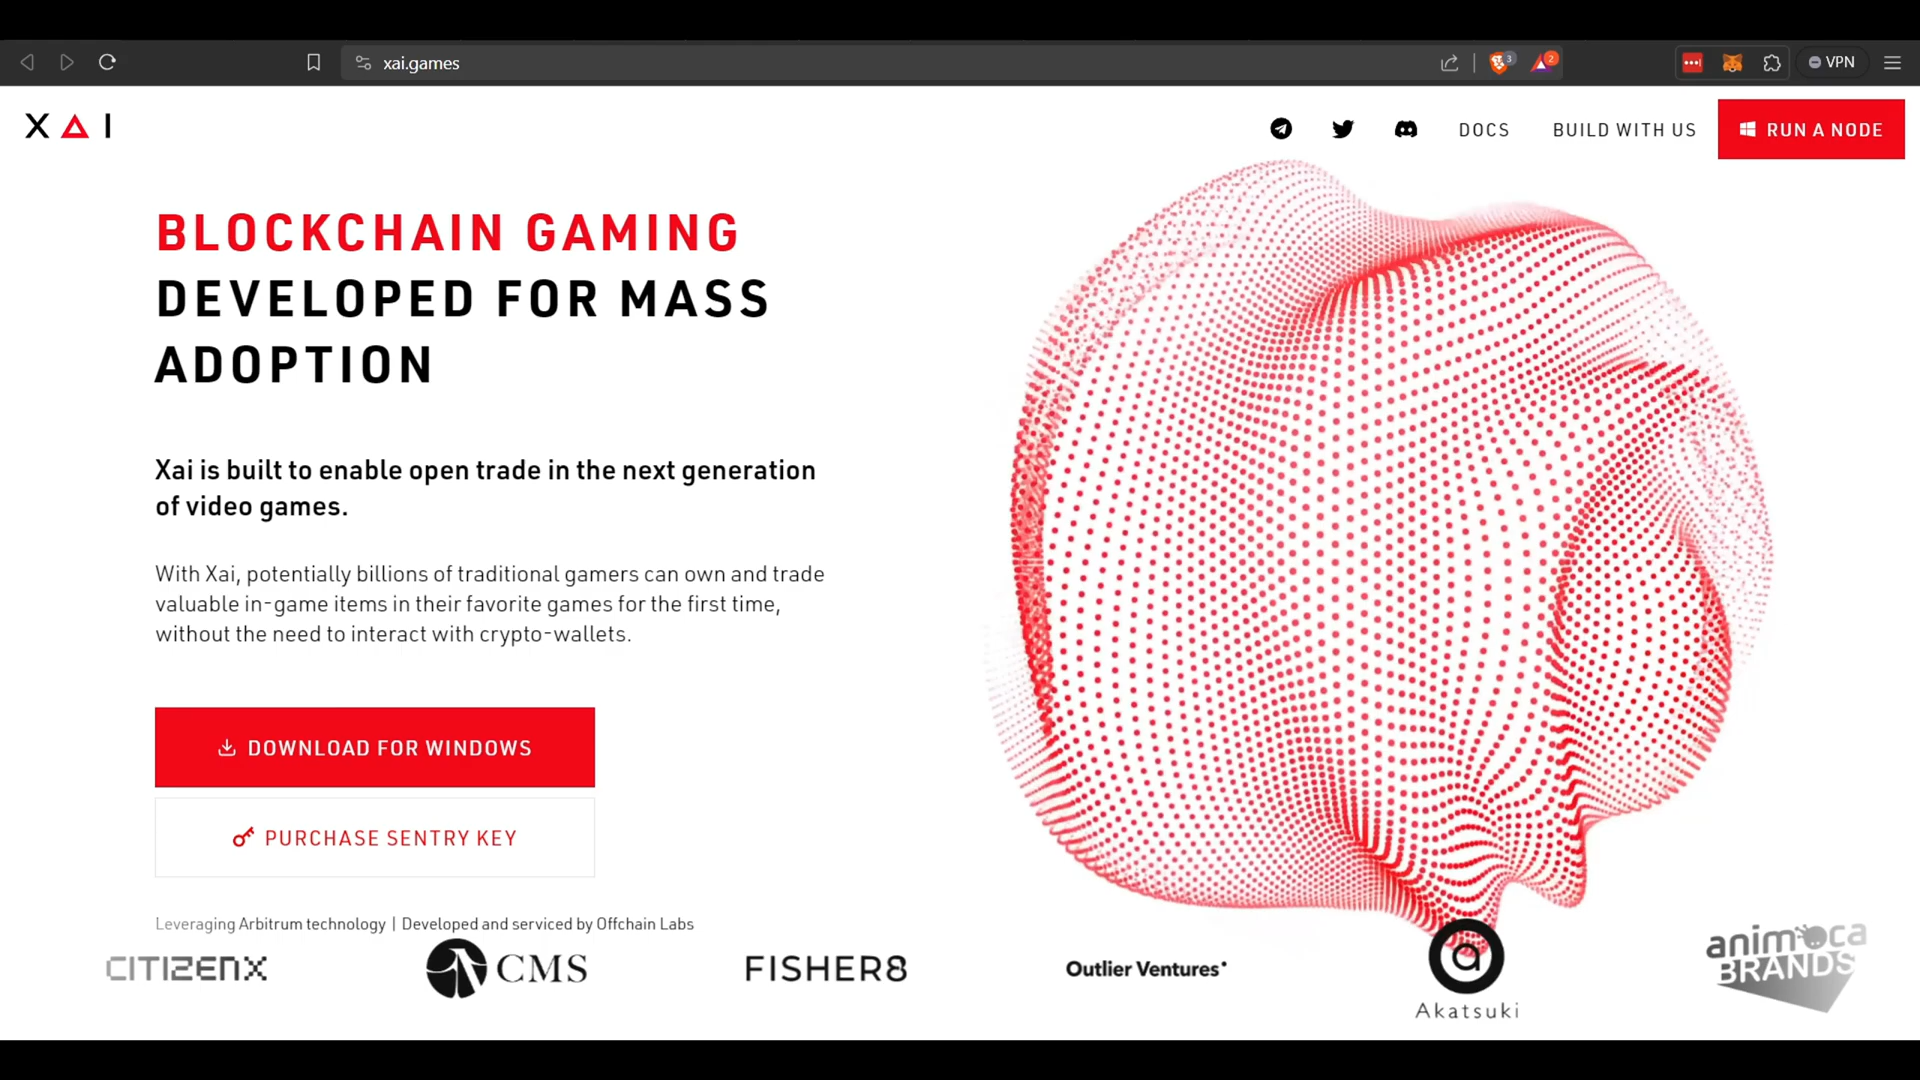 xai.games
3
2
VPN
X A I
DOCS
BUILD WITH US
RUN A NODE
BLOCKCHAIN GAMING
DEVELOPED FOR MASS
ADOPTION
Xai is built to enable open trade in the next generation
of video games.
With Xai, potentially billions of traditional gamers can own and trade
valuable in-game items in their favorite games for the first time,
without the need to interact with crypto-wallets.
DOWNLOAD FOR WINDOWS
PURCHASE SENTRY KEY
Leveraging Arbitrum technology | Developed and serviced by Offchain Labs
CITIZENX
CMS
FISHER8
Outlier Ventures
a
Akatsuki
animoca
BRANDS